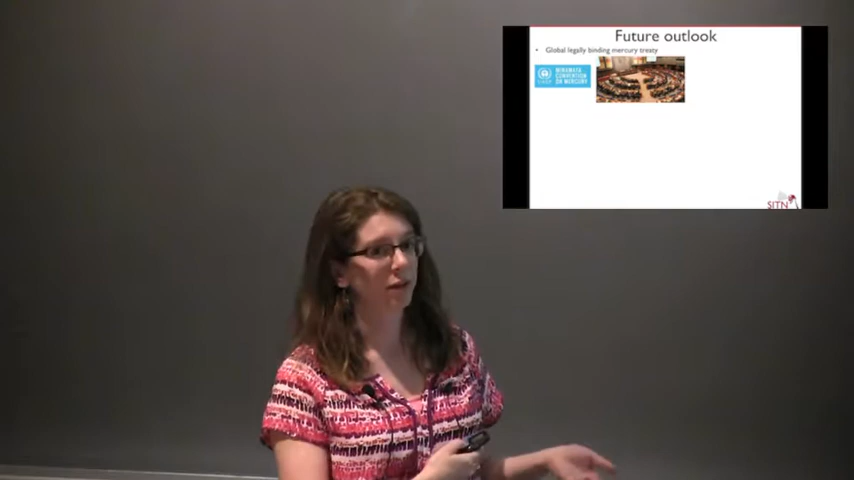 Future outlook
• Global legally binding mercury treaty
MINAMATA
CONVENTION
ON MERCURY
SITN